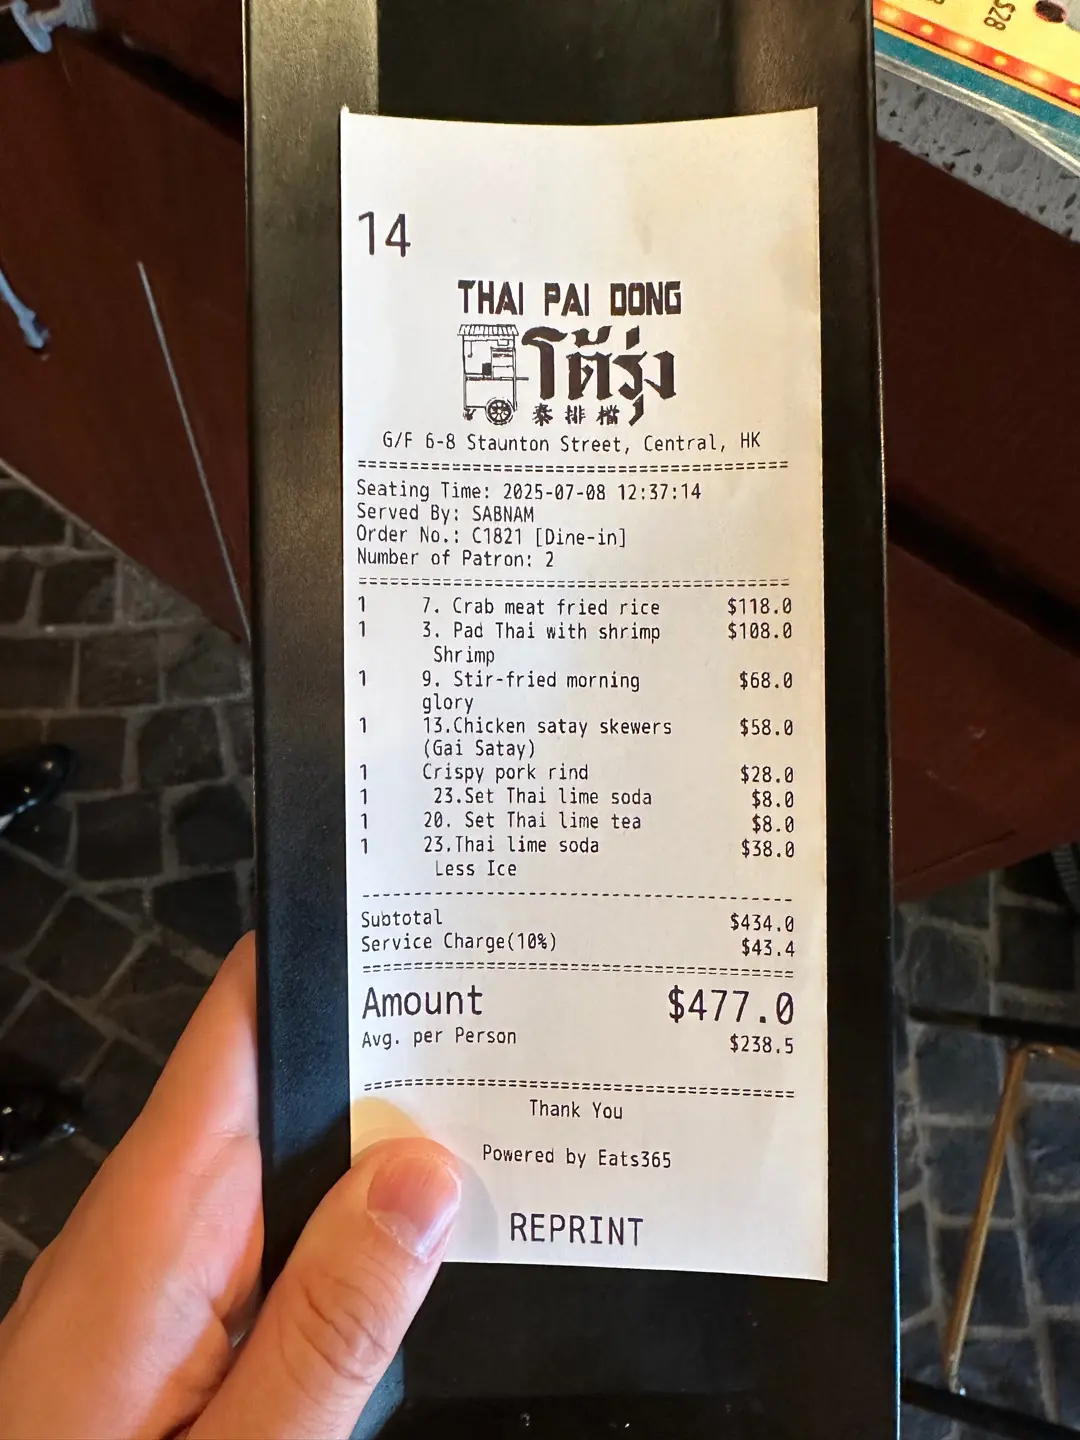 S28
14
THAI PAI DONG
โต้รุ่ง
泰排檔
G/F 6-8 Staunton Street, Central, HK
Seating Time: 2025-07-08 12:37:14
Served By: SABNAM
Order No.: C1821 [Dine-in]
Number of Patron: 2
1 7. Crab meat fried rice $118.0
1 3. Pad Thai with shrimp $108.0
Shrimp
1 9. Stir-fried morning $68.0
glory
1 13.Chicken satay skewers $58.0
(Gai Satay)
1 Crispy pork rind $28.0
1 23.Set Thai lime soda $8.0
1 20. Set Thai lime tea $8.0
1 23.Thai lime soda $38.0
Less Ice
Subtotal $434.0
Service Charge(10%) $43.4
Amount $477.0
Avg. per Person $238.5
Thank You
Powered by Eats365
REPRINT